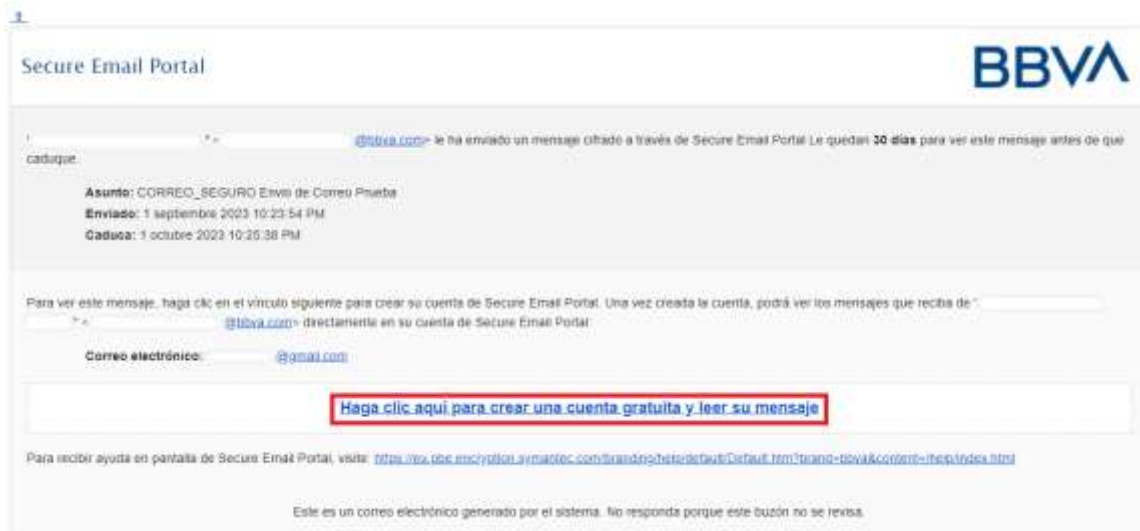 Secure Email Portal
BBVA
@bbva.com> le ha enviado un mensaje cifrado a través de Secure Email Portal Le quedan 30 días para ver este mensaje antes de que
caduque.
Asunto: CORREO_SEGURO Envio de Correo Prueba
Enviado: 1 septiembre 2023 10:23:54 PM
Caduca: 1 octubre 2023 10:25:38 PM
Para ver este mensaje, haga clic en el vínculo siguiente para crear su cuenta de Secure Email Portal. Una vez creada la cuenta, podrá ver los mensajes que reciba de "
@bbva.com> directamente en su cuenta de Secure Email Portal:
Correo electrónico: @gmail.com
Haga clic aquí para crear una cuenta gratuita y leer su mensaje
Para recibir ayuda en pantalla de Secure Email Portal, visite:
Este es un correo electrónico generado por el sistema. No responda porque este buzón no se revisa.